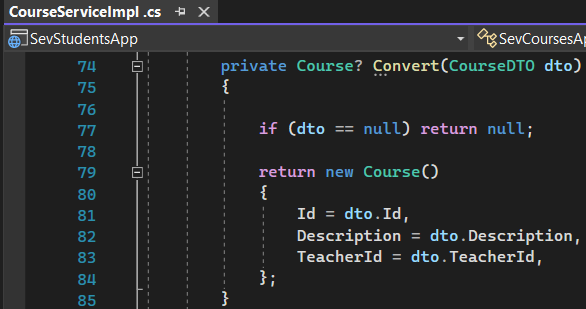 CourseServiceImpl.cs
SevStudentsApp SevCoursesAp
74 private Course? Convert(CourseDTO dto)
75 {
76
77 if (dto == null) return null;
78
79 return new Course()
80 {
81 Id = dto.Id,
82 Description = dto.Description,
83 TeacherId = dto.TeacherId,
84 };
85 }